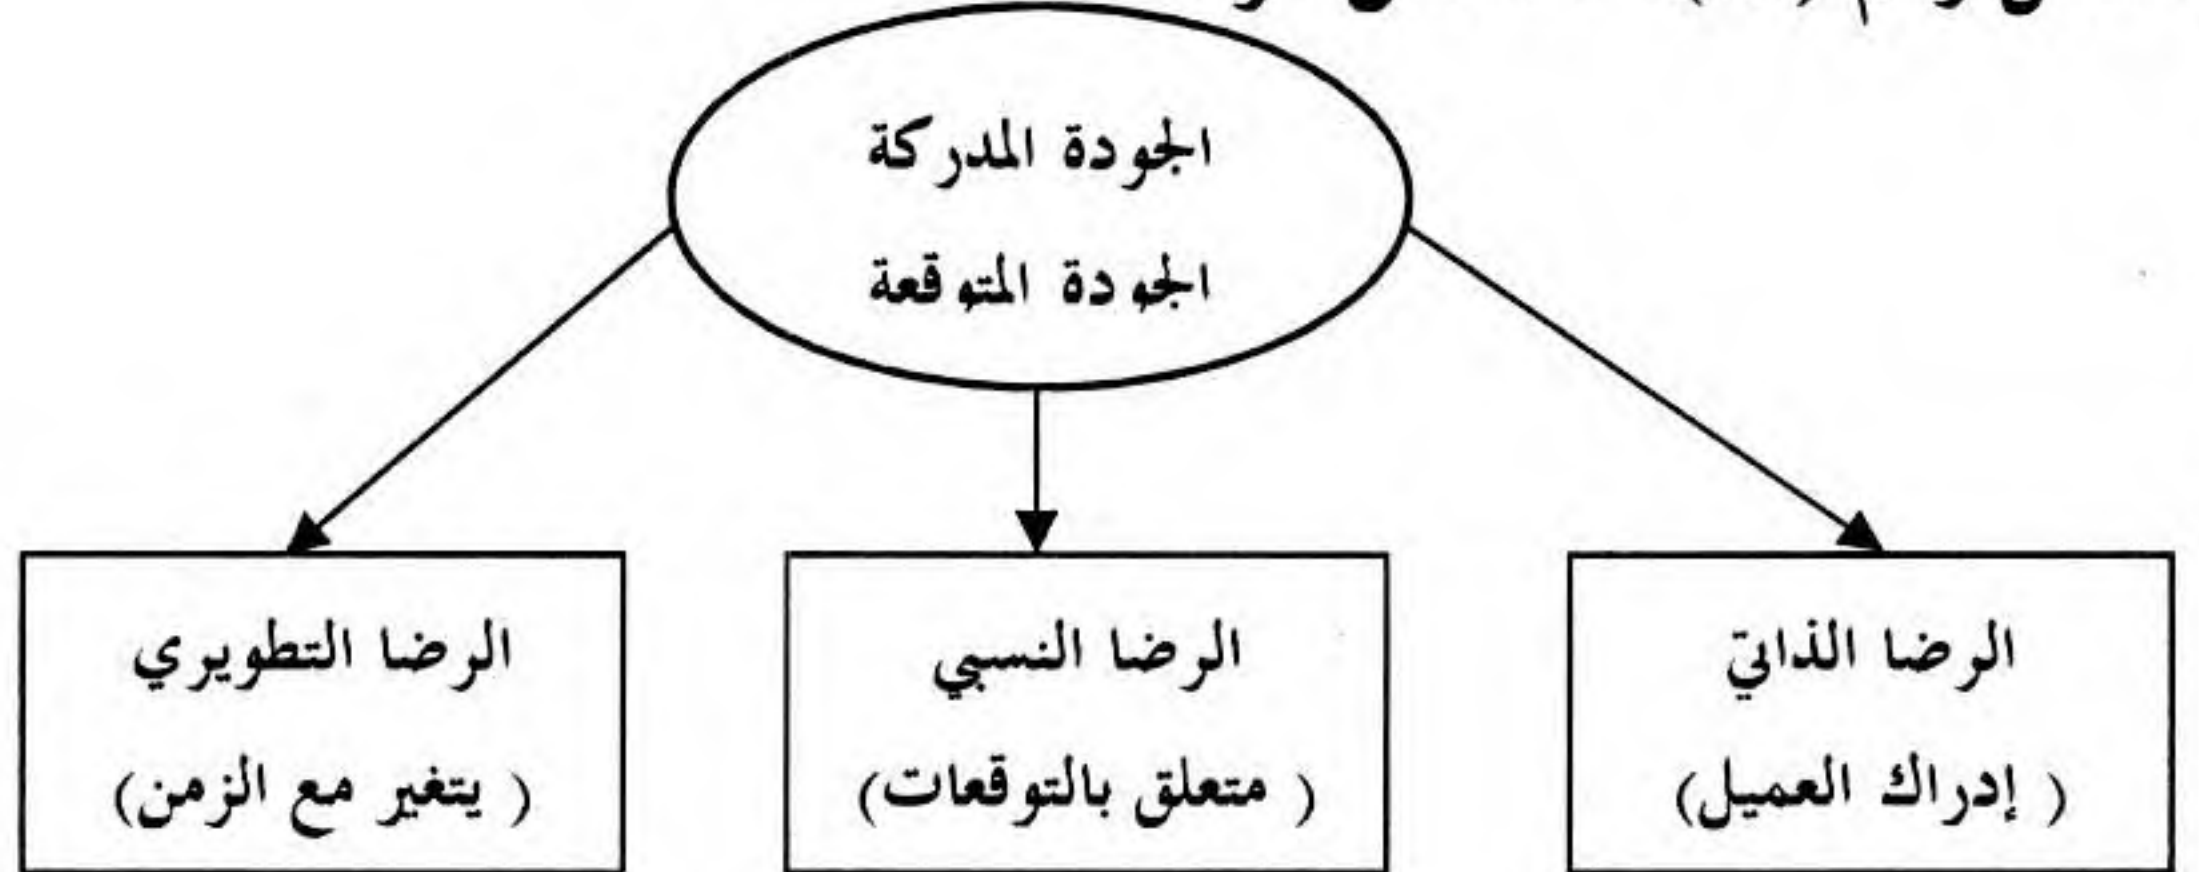 الجودة المدركة
الجودة المتوقعة
الرضا الذاتيّ
( إدراك العميل)
الرضا النسبي
( متعلق بالتوقعات)
الرضا التطويري
( يتغير مع الزمن)